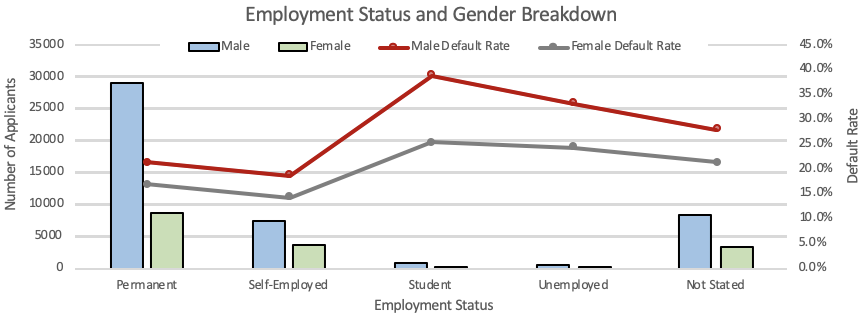 Employment Status and Gender Breakdown
Male
Female
Male Default Rate
Female Default Rate
Number of Applicants
35000
30000
25000
20000
15000
10000
5000
0
45.0%
40.0%
35.0%
30.0%
25.0%
20.0%
15.0%
10.0%
5.0%
0.0%
Default Rate
Permanent
Self-Employed
Student
Unemployed
Not Stated
Employment Status